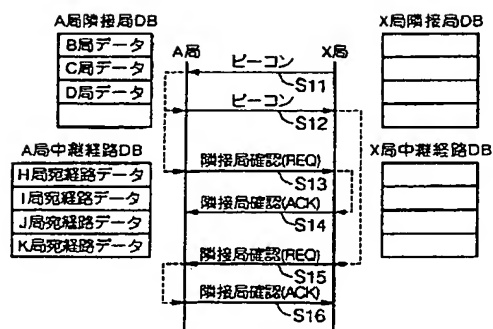 A局隣接局DB
B局データ
C局データ
D局データ
A局中継経路DB
H局宛経路データ
I局宛経路データ
J局宛経路データ
K局宛経路データ
A局
X局
ビーコン
S11
ビーコン
S12
隣接局確認(REQ)
S13
隣接局確認(ACK)
S14
隣接局確認(REQ)
S15
隣接局確認(ACK)
S16
X局隣接局DB
X局中継経路DB